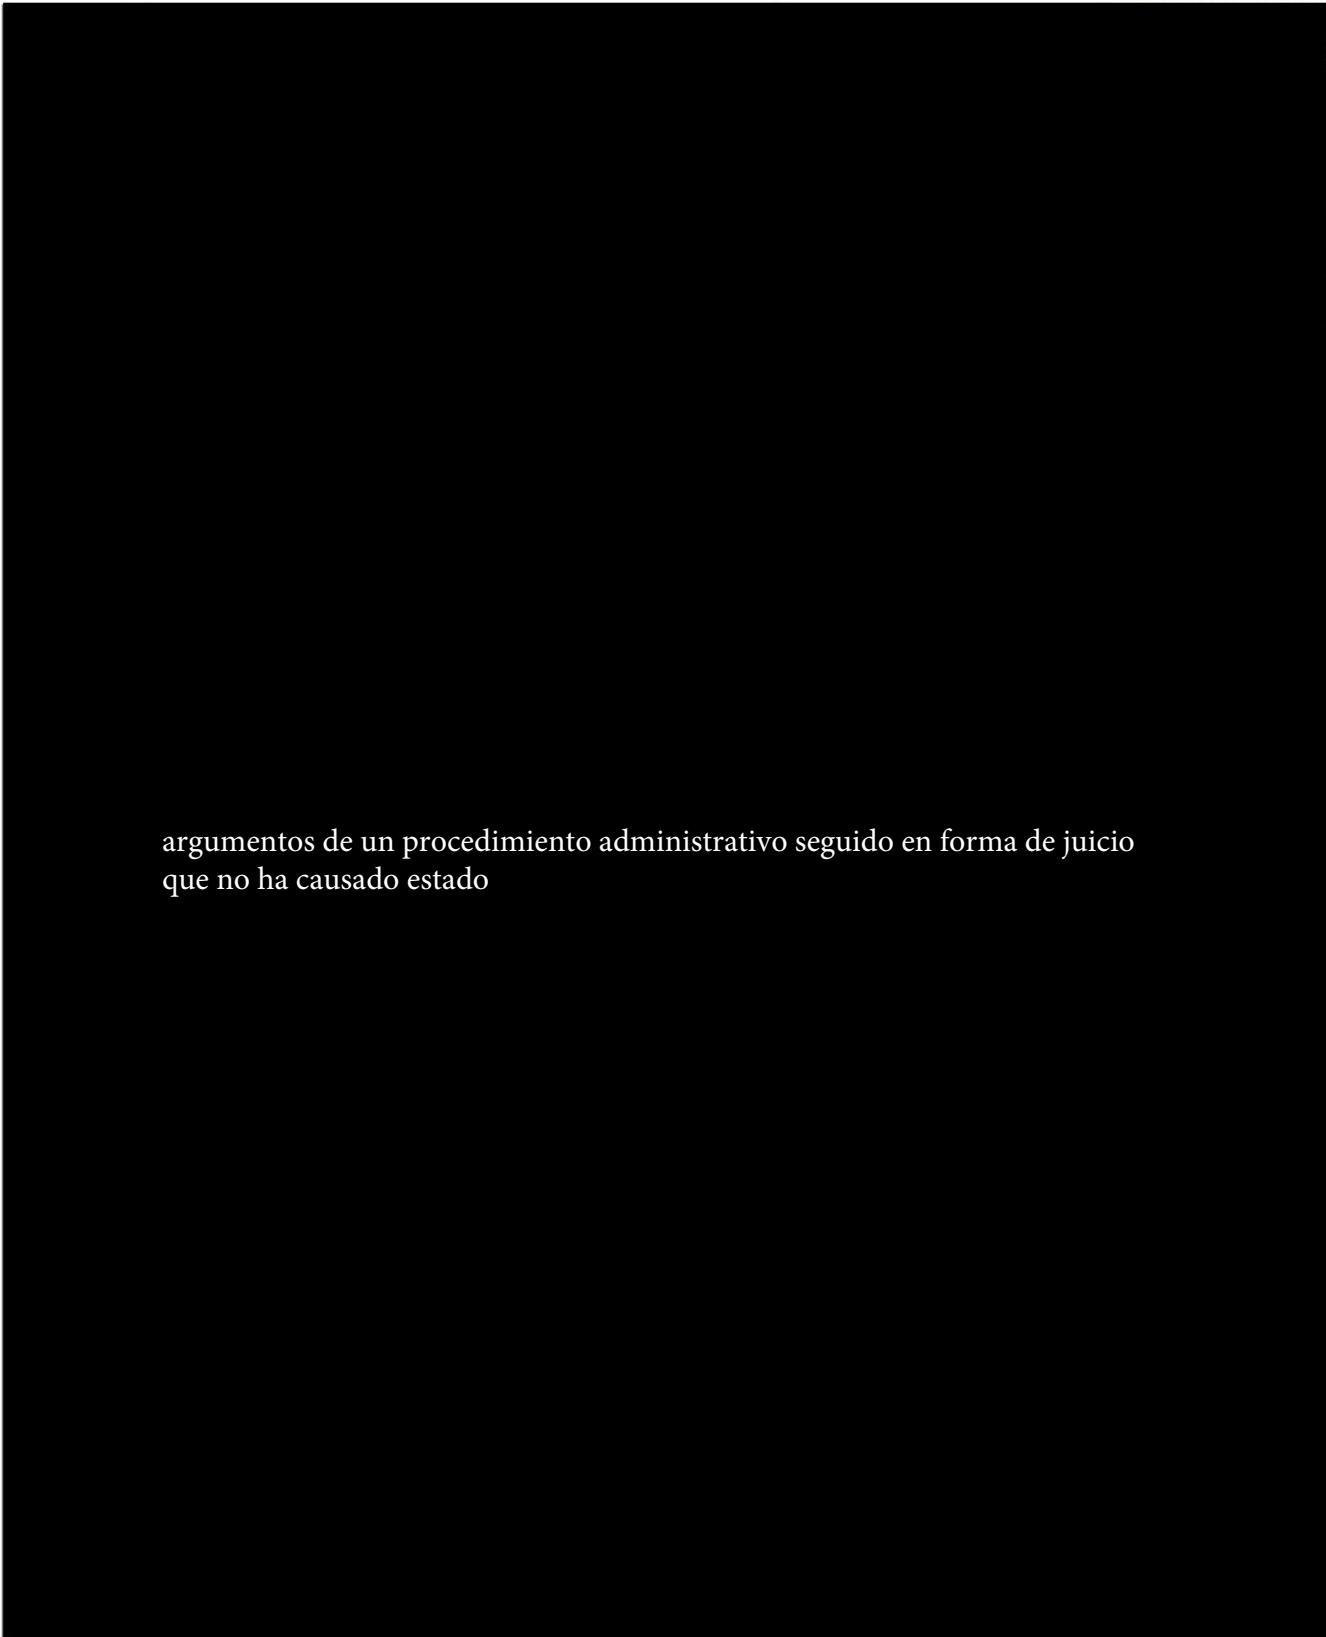 argumentos de un procedimiento administrativo seguido en forma de juicio
que no ha causado estado